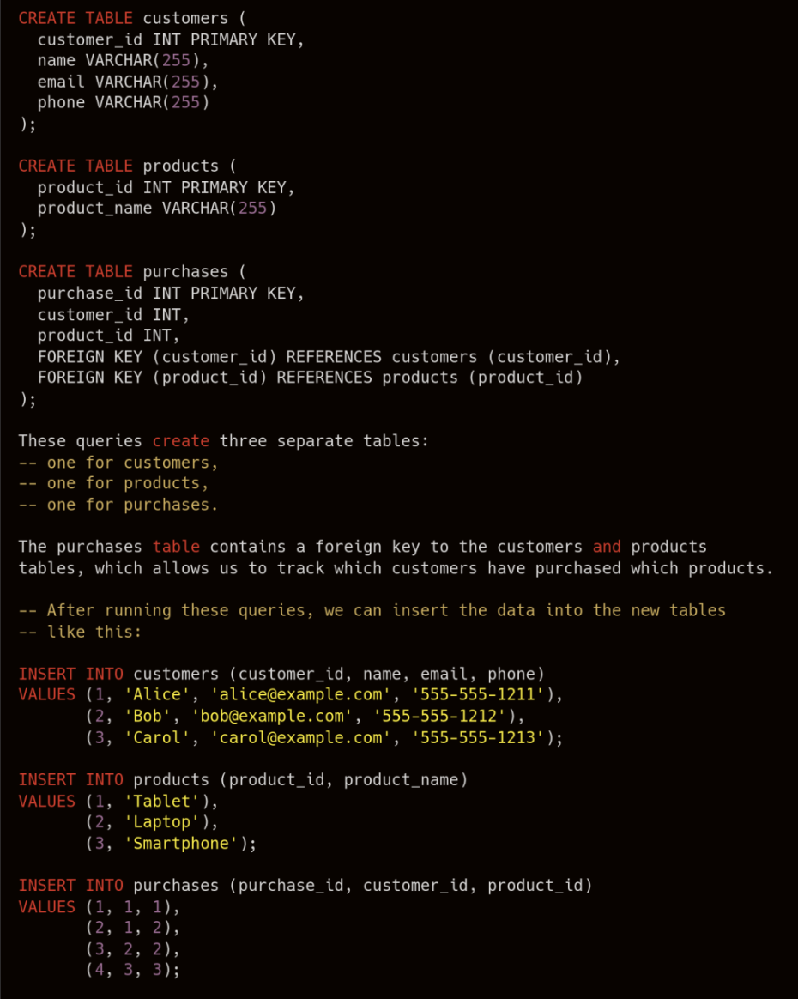 CREATE TABLE customers (
  customer_id INT PRIMARY KEY,
  name VARCHAR(255),
  email VARCHAR(255),
  phone VARCHAR(255)
);

CREATE TABLE products (
  product_id INT PRIMARY KEY,
  product_name VARCHAR(255)
);

CREATE TABLE purchases (
  purchase_id INT PRIMARY KEY,
  customer_id INT,
  product_id INT,
  FOREIGN KEY (customer_id) REFERENCES customers (customer_id),
  FOREIGN KEY (product_id) REFERENCES products (product_id)
);

These queries create three separate tables:
-- one for customers,
-- one for products,
-- one for purchases.

The purchases table contains a foreign key to the customers and products
tables, which allows us to track which customers have purchased which products.

-- After running these queries, we can insert the data into the new tables
-- like this:

INSERT INTO customers (customer_id, name, email, phone)
VALUES (1, 'Alice', 'alice@example.com', '555-555-1211'),
       (2, 'Bob', 'bob@example.com', '555-555-1212'),
       (3, 'Carol', 'carol@example.com', '555-555-1213');

INSERT INTO products (product_id, product_name)
VALUES (1, 'Tablet'),
       (2, 'Laptop'),
       (3, 'Smartphone');

INSERT INTO purchases (purchase_id, customer_id, product_id)
VALUES (1, 1, 1),
       (2, 1, 2),
       (3, 2, 2),
       (4, 3, 3);